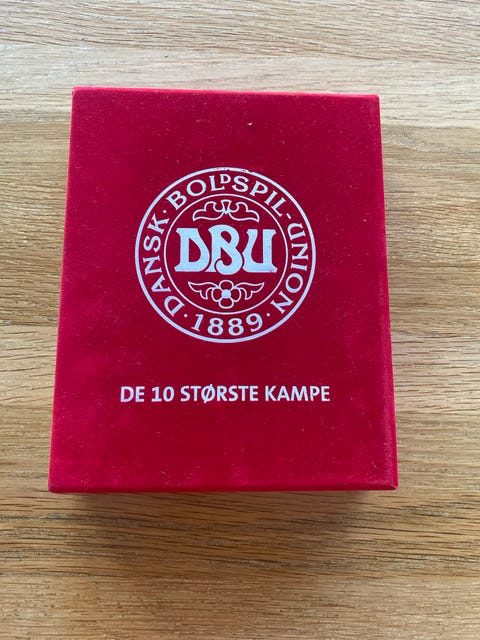 DANSK·BOLDSPIL-UNION
DBU
·1889·
DE 10 STØRSTE KAMPE